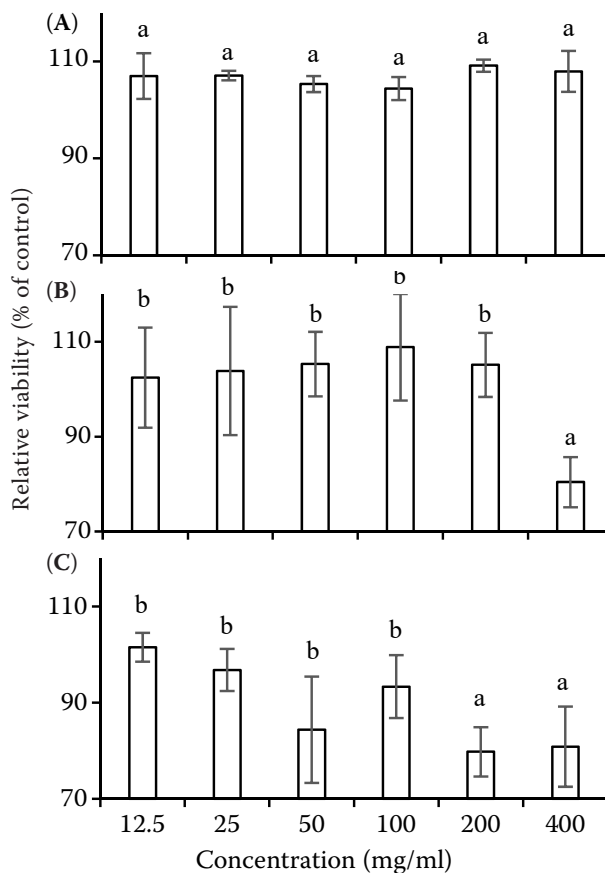 Relative viability (% of control)
(A)
a a a a a a
110
90
70
(B)
b b b b b a
110
90
70
(C)
b b b b a a
110
90
70
12.5 25 50 100 200 400
Concentration (mg/ml)